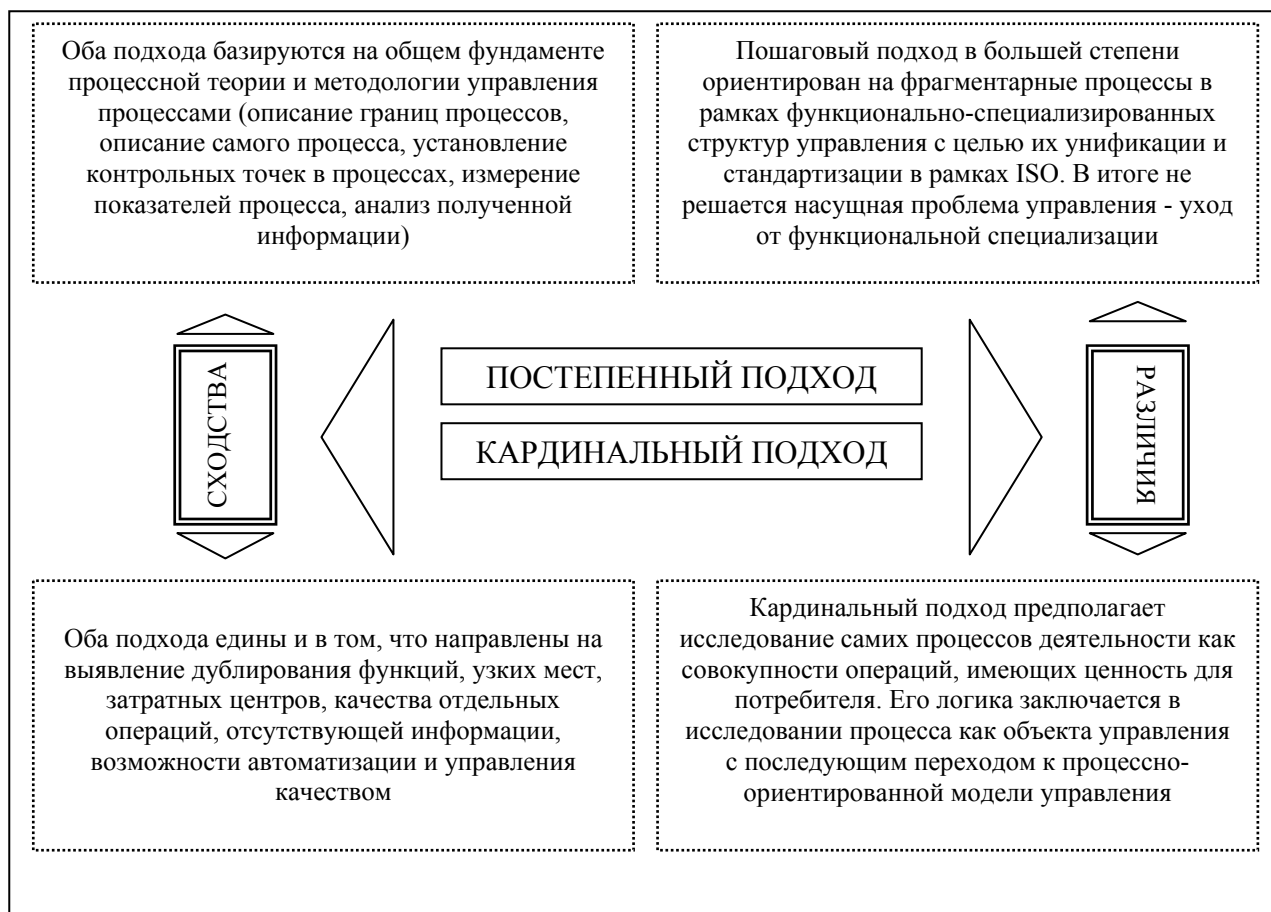 Оба подхода базируются на общем фундаменте
процессной теории и методологии управления
процессами (описание границ процессов,
описание самого процесса, установление
контрольных точек в процессах, измерение
показателей процесса, анализ полученной
информации)
Пошаговый подход в большей степени
ориентирован на фрагментарные процессы в
рамках функционально-специализированных
структур управления с целью их унификации и
стандартизации в рамках ISO. В итоге не
решается насущная проблема управления - уход
от функциональной специализации
СХОДСТВА
ПОСТЕПЕННЫЙ ПОДХОД
КАРДИНАЛЬНЫЙ ПОДХОД
РАЗЛИЧИЯ
Оба подхода едины и в том, что направлены на
выявление дублирования функций, узких мест,
затратных центров, качества отдельных
операций, отсутствующей информации,
возможности автоматизации и управления
качеством
Кардинальный подход предполагает
исследование самих процессов деятельности как
совокупности операций, имеющих ценность для
потребителя. Его логика заключается в
исследовании процесса как объекта управления
с последующим переходом к процессно-
ориентированной модели управления